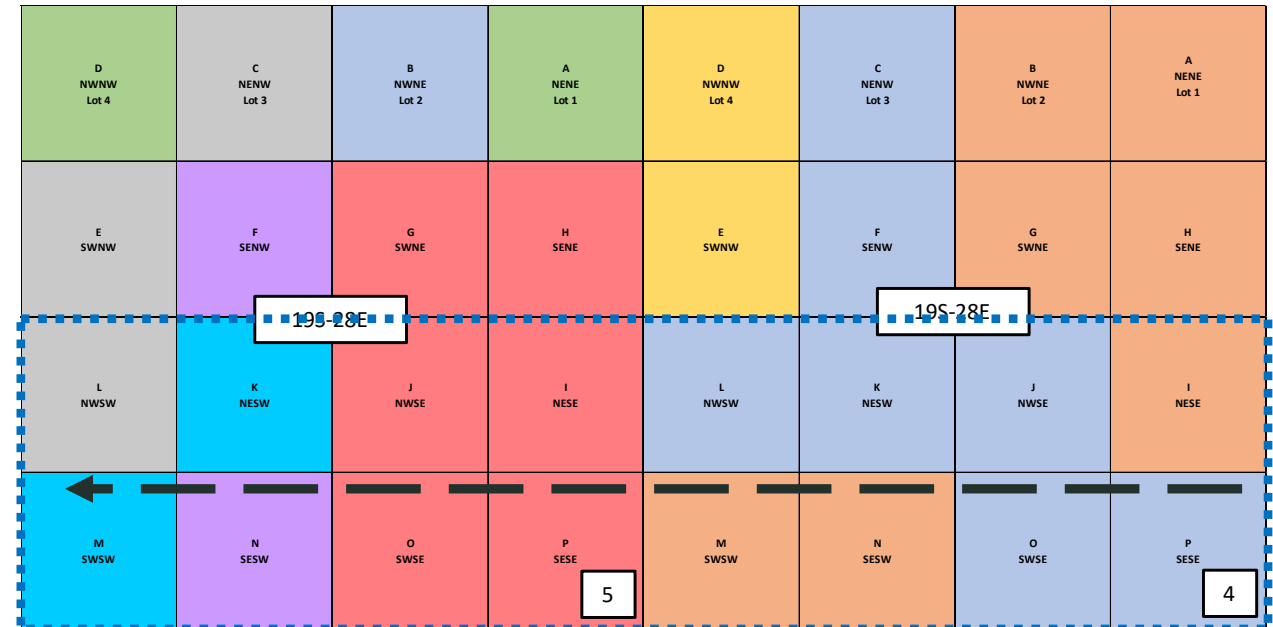 D
NWNW
Lot 4
C
NENW
Lot 3
B
NWNE
Lot 2
A
NENE
Lot 1
D
NWNW
Lot 4
C
NENW
Lot 3
B
NWNE
Lot 2
A
NENE
Lot 1
E
SWNW
F
SENW
G
SWNE
H
SENE
E
SWNW
F
SENW
G
SWNE
H
SENE
19S-28E
19S-28E
L
NWSW
K
NESW
J
NWSE
I
NESE
L
NWSW
K
NESW
J
NWSE
I
NESE
M
SWSW
N
SESW
O
SWSE
P
SESE
M
SWSW
N
SESW
O
SWSE
P
SESE
5
4